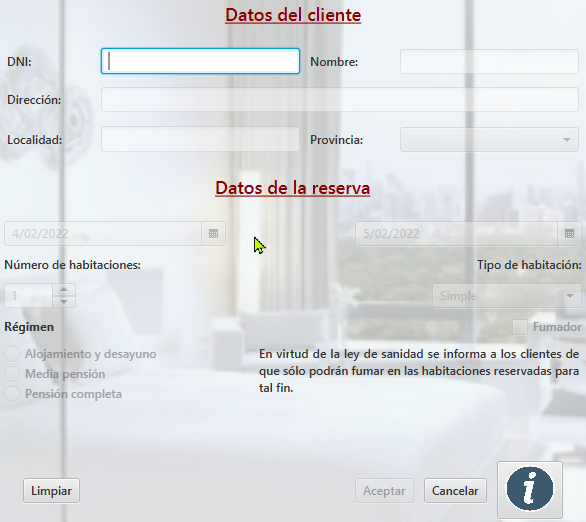 Datos del cliente
DNI: Nombre:
Dirección:
Localidad: Provincia:
Datos de la reserva
4/02/2022 5/02/2022
Número de habitaciones: Tipo de habitación:
1 Simple
Régimen Fumador
Alojamiento y desayuno
Media pensión
Pensión completa
En virtud de la ley de sanidad se informa a los clientes de
que sólo podrán fumar en las habitaciones reservadas para
tal fin.
Limpiar Aceptar Cancelar i